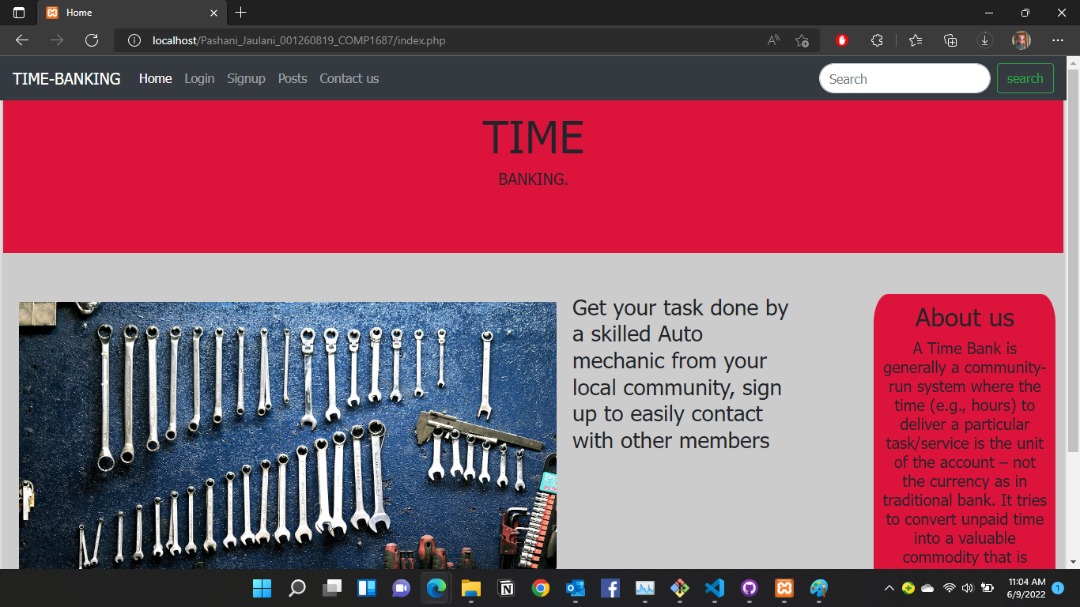 Home
localhost/Pashani_Jaulani_001260819_COMP1687/index.php
TIME-BANKING Home Login Signup Posts Contact us Search search
TIME
BANKING.
Get your task done by
a skilled Auto
mechanic from your
local community, sign
up to easily contact
with other members
About us
A Time Bank is
generally a community-
run system where the
time (e.g., hours) to
deliver a particular
task/service is the unit
of the account – not
the currency as in
traditional bank. It tries
to convert unpaid time
into a valuable
commodity that is
11:04 AM
6/9/2022
1